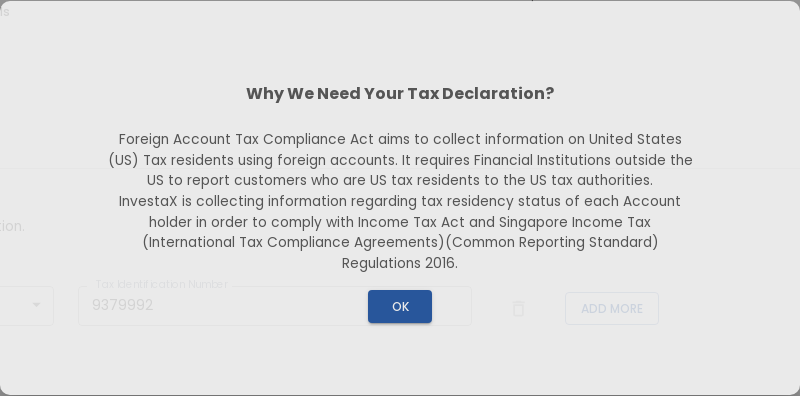 Why We Need Your Tax Declaration?
Foreign Account Tax Compliance Act aims to collect information on United States
(US) Tax residents using foreign accounts. It requires Financial Institutions outside the
US to report customers who are US tax residents to the US tax authorities.
InvestaX is collecting information regarding tax residency status of each Account
holder in order to comply with Income Tax Act and Singapore Income Tax
(International Tax Compliance Agreements)(Common Reporting Standard)
Regulations 2016.
Tax Identification Number
9379992
OK
ADD MORE